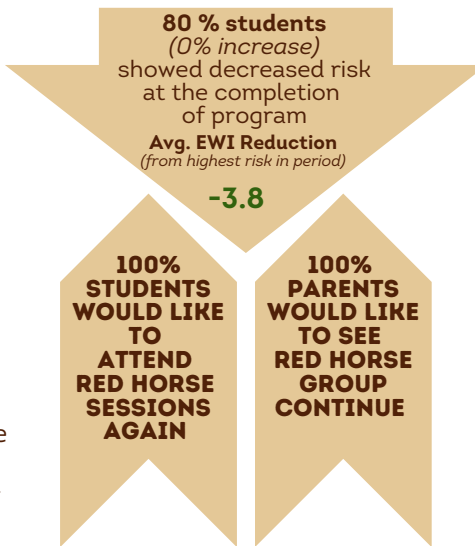 80 % students
(0% increase)
showed decreased risk
at the completion
of program
Avg. EWI Reduction
(from highest risk in period)
-3.8
100%
STUDENTS
WOULD LIKE
TO
ATTEND
RED HORSE
SESSIONS
AGAIN
100%
PARENTS
WOULD LIKE
TO SEE
RED HORSE
GROUP
CONTINUE